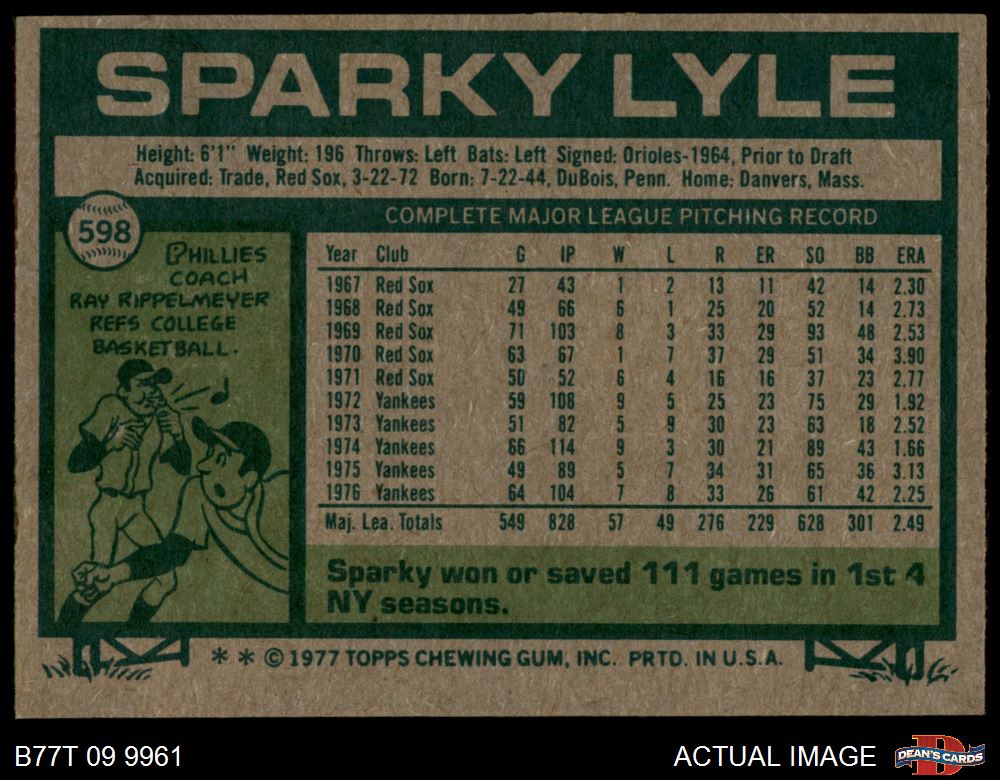 SPARKY LYLE
Height: 6'1" Weight: 196 Throws: Left Bats: Left Signed: Orioles-1964, Prior to Draft
Acquired: Trade, Red Sox, 3-22-72 Born: 7-22-44, DuBois, Penn. Home: Danvers, Mass.
598
PHILLIES
COACH
RAY RIPPELMEYER
REFS COLLEGE
BASKETBALL.
COMPLETE MAJOR LEAGUE PITCHING RECORD
Year Club G IP W L R ER SO BB ERA
1967 Red Sox 27 43 1 2 13 11 42 14 2.30
1968 Red Sox 49 66 6 1 25 20 52 14 2.73
1969 Red Sox 71 103 8 3 33 29 93 48 2.53
1970 Red Sox 63 67 1 7 37 29 51 34 3.90
1971 Red Sox 50 52 6 4 16 16 37 23 2.77
1972 Yankees 59 108 9 5 25 23 75 29 1.92
1973 Yankees 51 82 5 9 30 23 63 18 2.52
1974 Yankees 66 114 9 3 30 21 89 43 1.66
1975 Yankees 49 89 5 7 34 31 65 36 3.13
1976 Yankees 64 104 7 8 33 26 61 42 2.25
Maj. Lea. Totals 549 828 57 49 276 229 628 301 2.49
Sparky won or saved 111 games in 1st 4
NY seasons.
* * © 1977 TOPPS CHEWING GUM, INC. PRTD. IN U.S.A.
B77T 09 9961
ACTUAL IMAGE
D
DEAN'S CARDS